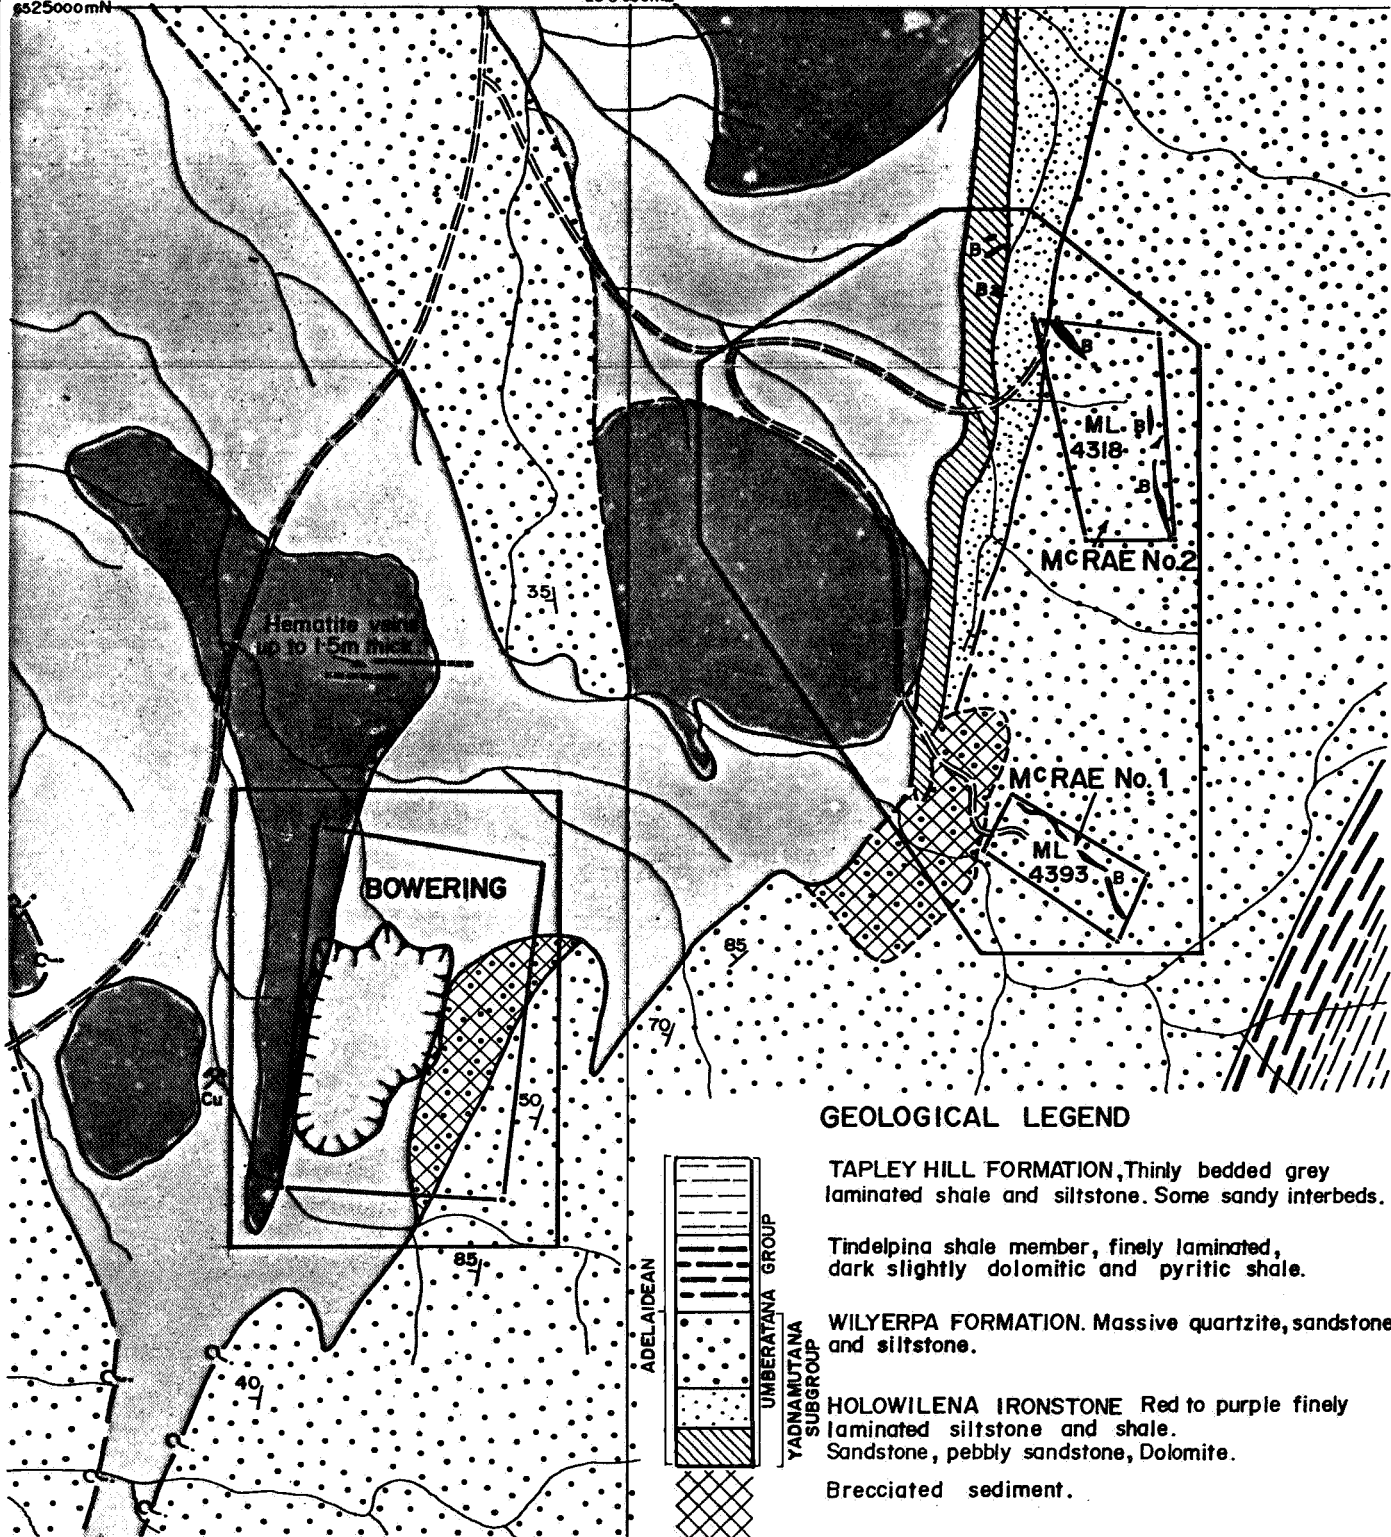 6525000mN
B
B
B
ML
4318
B
B
McRAE No.2
35
Hematite veins
up to 1·5m thick
McRAE No. 1
ML
4393
B
BOWERING
85
70
Cu
50
85
40
?
?
?
?
?
GEOLOGICAL LEGEND
ADELAIDEAN
UMBERATANA GROUP
YADNAMUTANA
SUBGROUP
TAPLEY HILL FORMATION, Thinly bedded grey
laminated shale and siltstone. Some sandy interbeds.
Tindelpina shale member, finely laminated,
dark slightly dolomitic and pyritic shale.
WILYERPA FORMATION. Massive quartzite, sandstone
and siltstone.
HOLOWILENA IRONSTONE Red to purple finely
laminated siltstone and shale.
Sandstone, pebbly sandstone, Dolomite.
Brecciated sediment.